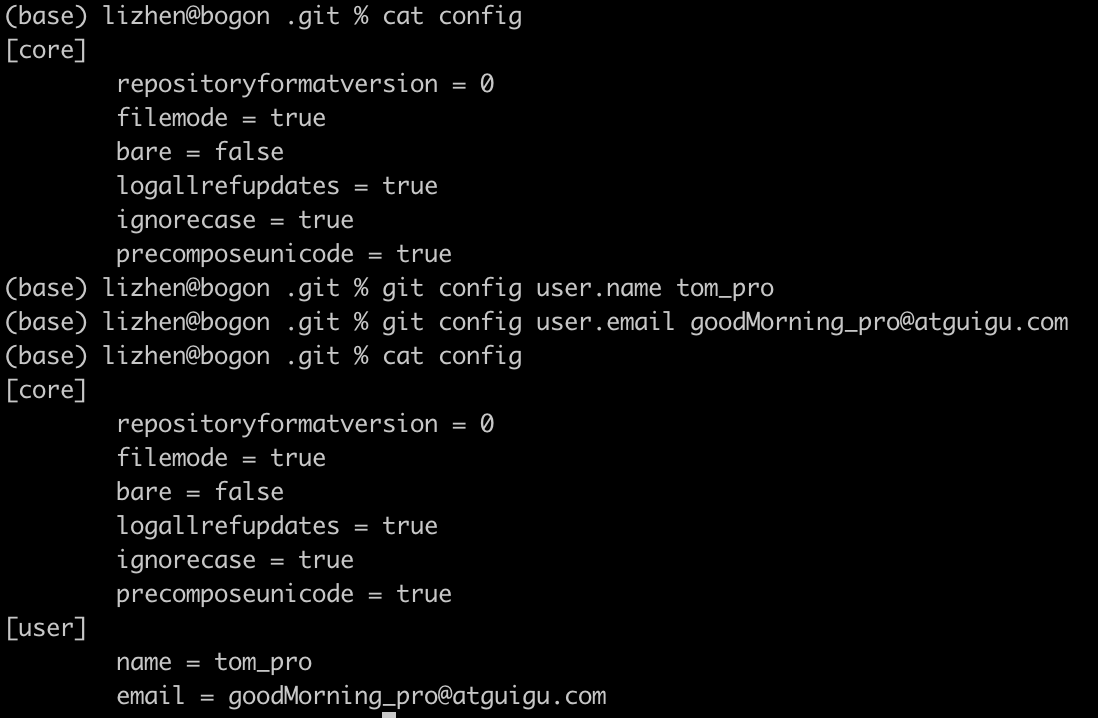 (base) lizhen@bogon .git % cat config
[core]
        repositoryformatversion = 0
        filemode = true
        bare = false
        logallrefupdates = true
        ignorecase = true
        precomposeunicode = true
(base) lizhen@bogon .git % git config user.name tom_pro
(base) lizhen@bogon .git % git config user.email goodMorning_pro@atguigu.com
(base) lizhen@bogon .git % cat config
[core]
        repositoryformatversion = 0
        filemode = true
        bare = false
        logallrefupdates = true
        ignorecase = true
        precomposeunicode = true
[user]
        name = tom_pro
        email = goodMorning_pro@atguigu.com